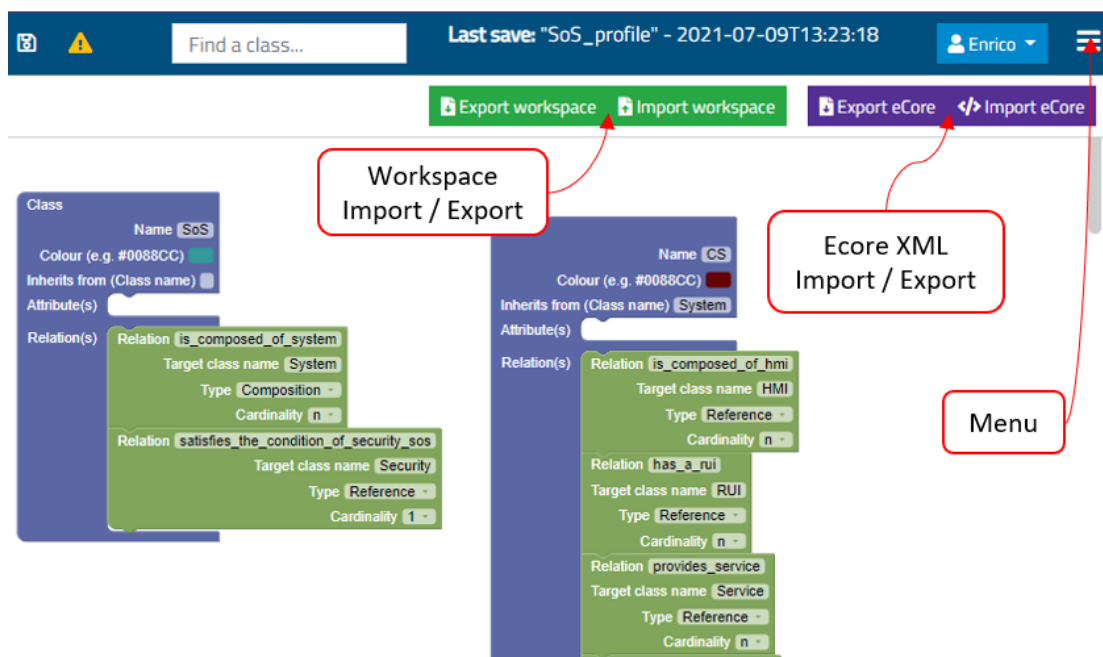 Find a class...
Last save: "SoS_profile" - 2021-07-09T13:23:18
Enrico
Export workspace
Import workspace
Export eCore
</> Import eCore
Workspace
Import / Export
Ecore XML
Import / Export
Menu
Class
Name SoS
Colour (e.g. #0088CC)
Inherits from (Class name)
Attribute(s)
Relation(s)
Relation is_composed_of_system
Target class name System
Type Composition
Cardinality n
Relation satisfies_the_condition_of_security_sos
Target class name Security
Type Reference
Cardinality 1
Name CS
Colour (e.g. #0088CC)
Inherits from (Class name) System
Attribute(s)
Relation(s)
Relation is_composed_of_hmi
Target class name HMI
Type Reference
Cardinality n
Relation has_a_rui
Target class name RUI
Type Reference
Cardinality n
Relation provides_service
Target class name Service
Type Reference
Cardinality n